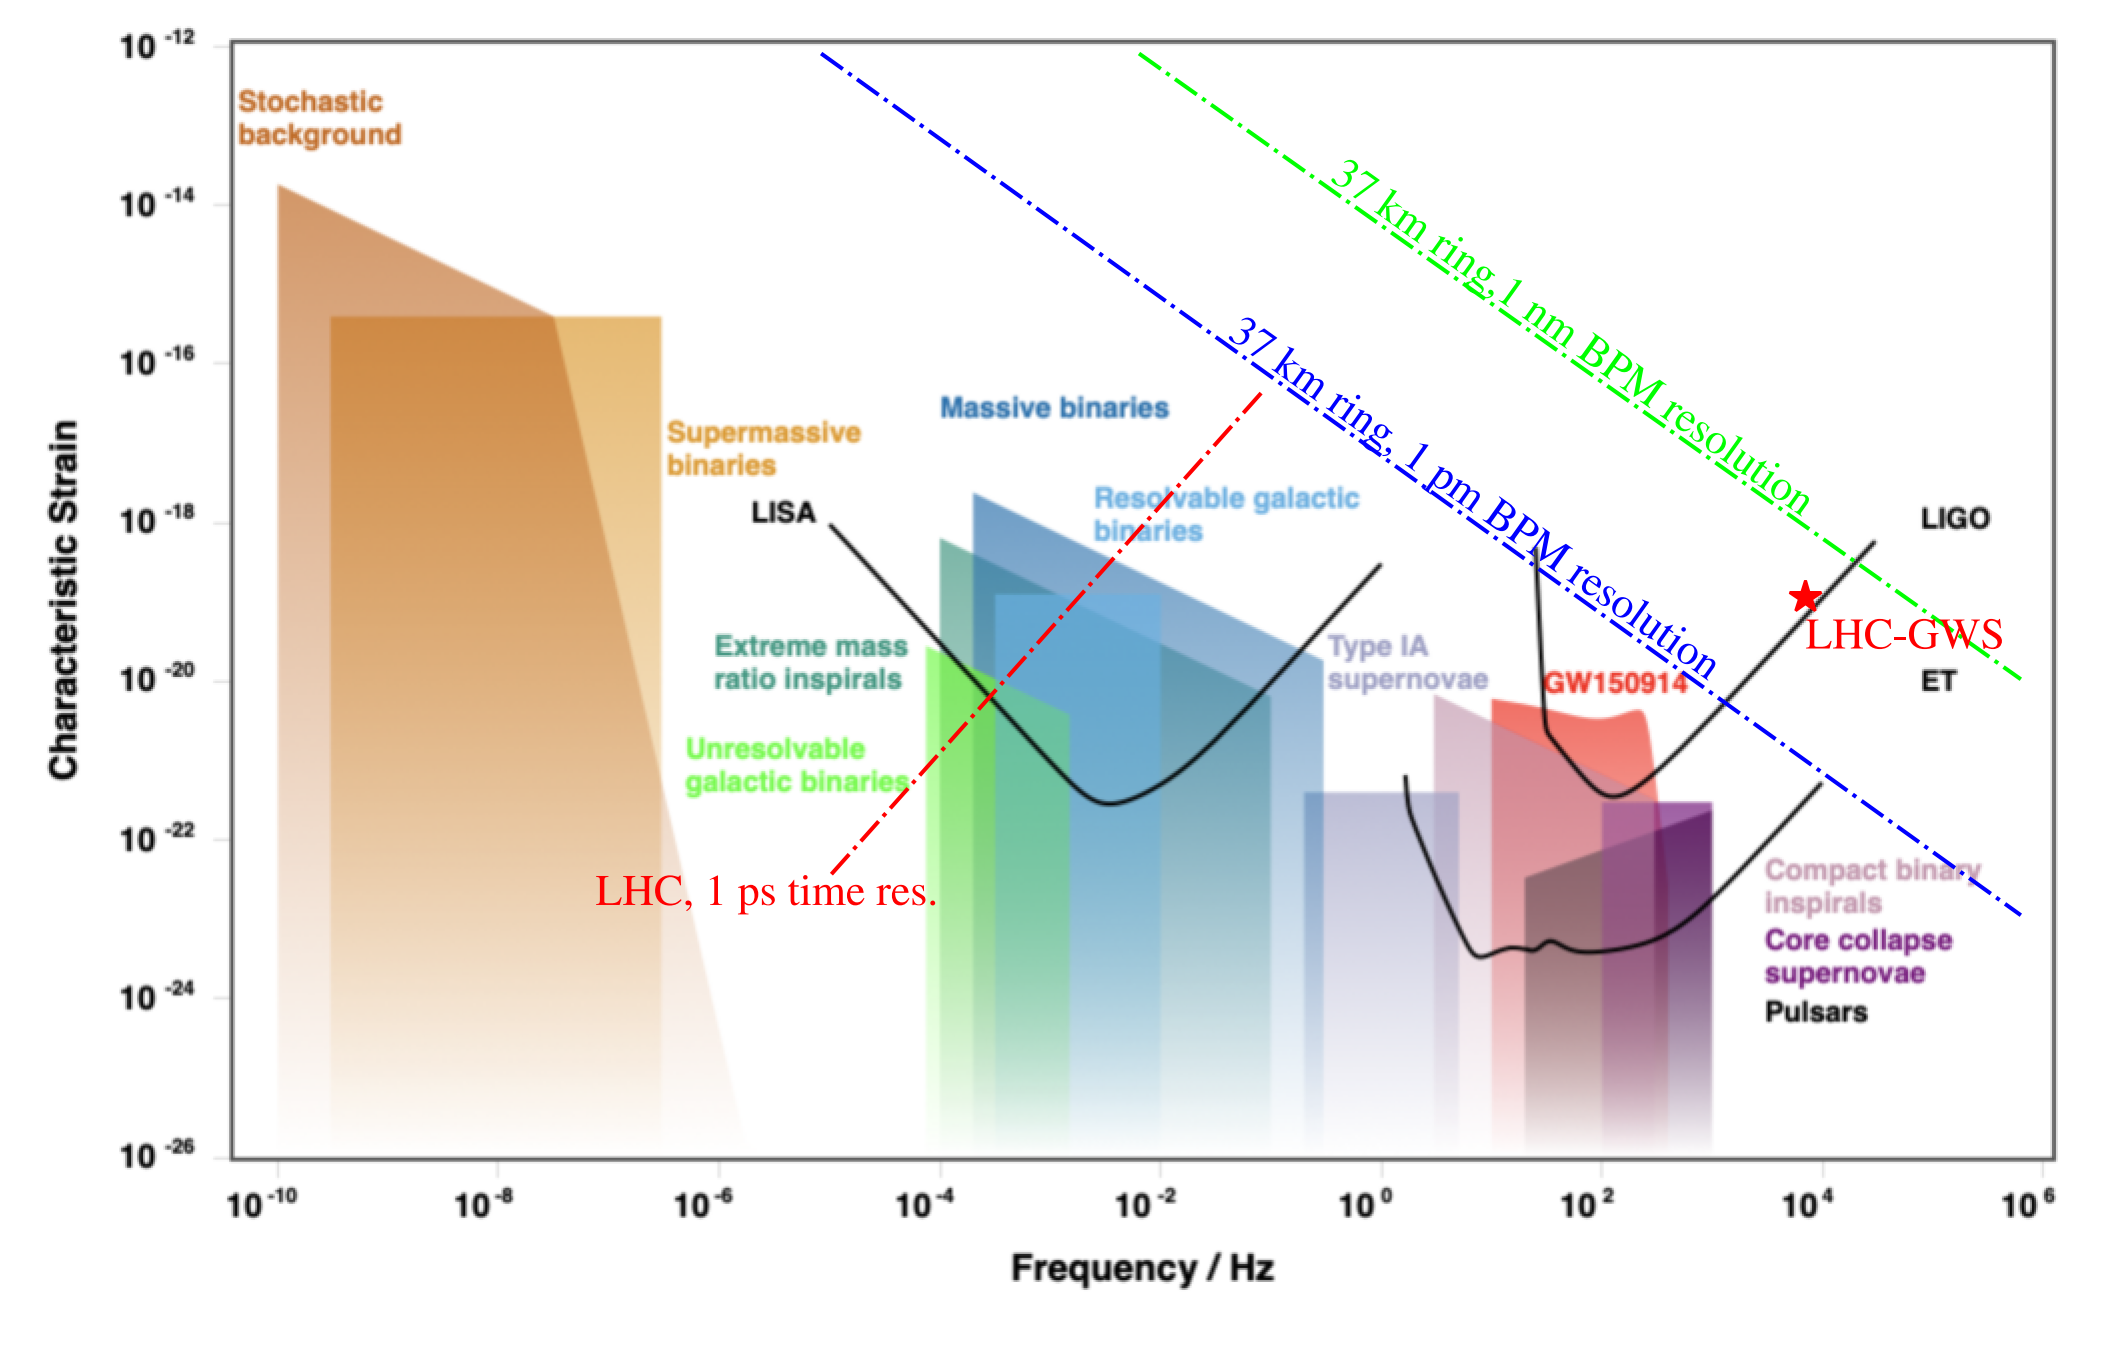 10 -12
Stochastic
background
10 -14
37 km ring,1 nm BPM resolution
10 -16
37 km ring, 1 pm BPM resolution
Massive binaries
Supermassive
binaries
Characteristic Strain
10 -18
LISA
Resolvable galactic
binaries
LIGO
LHC-GWS
10 -20
Extreme mass
ratio inspirals
Type IA
supernovae
GW150914
ET
Unresolvable
galactic binaries
10 -22
LHC, 1 ps time res.
Compact binary
inspirals
Core collapse
supernovae
10 -24
Pulsars
10 -26
10 -10 10 -8 10 -6 10 -4 10 -2 10 0 10 2 10 4 10 6
Frequency / Hz